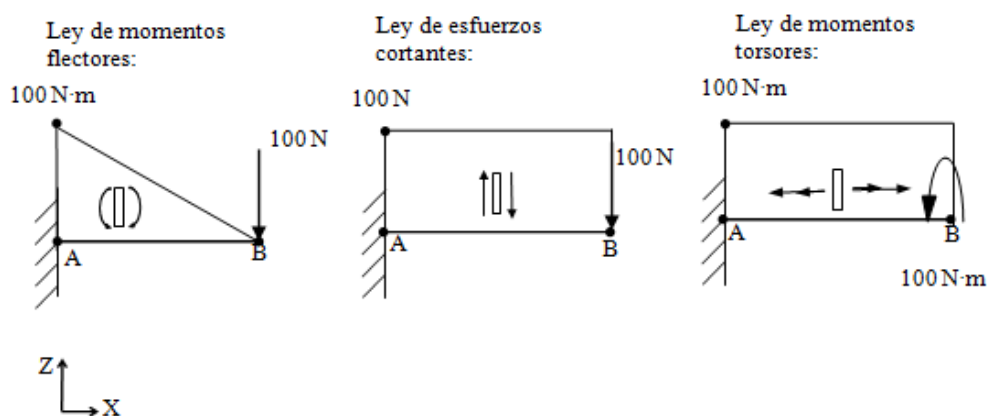 Ley de momentos
flectores:
100 N·m
100 N
A
B
Ley de esfuerzos
cortantes:
100 N
100 N
A
B
Ley de momentos
torsores:
100 N·m
A
B
100 N·m
Z
X